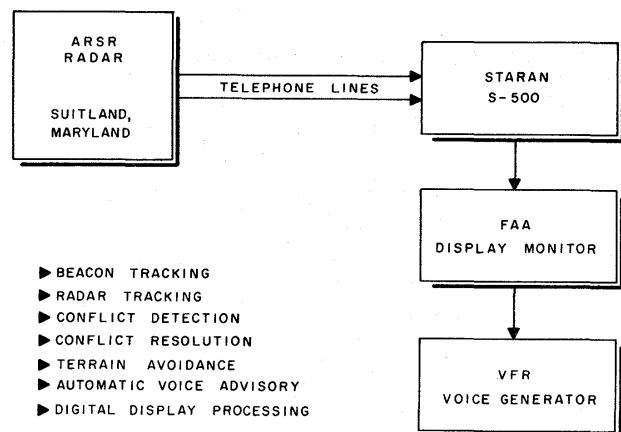 ARSR
RADAR
SUITLAND,
MARYLAND
TELEPHONE LINES
STARAN
S-500
FAA
DISPLAY MONITOR
VFR
VOICE GENERATOR
▶ BEACON TRACKING
▶ RADAR TRACKING
▶ CONFLICT DETECTION
▶ CONFLICT RESOLUTION
▶ TERRAIN AVOIDANCE
▶ AUTOMATIC VOICE ADVISORY
▶ DIGITAL DISPLAY PROCESSING